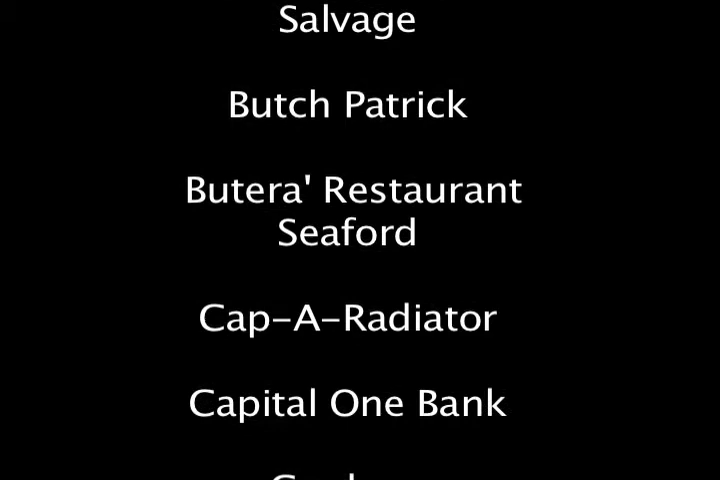 Salvage
Butch Patrick
Butera' Restaurant
Seaford
Cap-A-Radiator
Capital One Bank